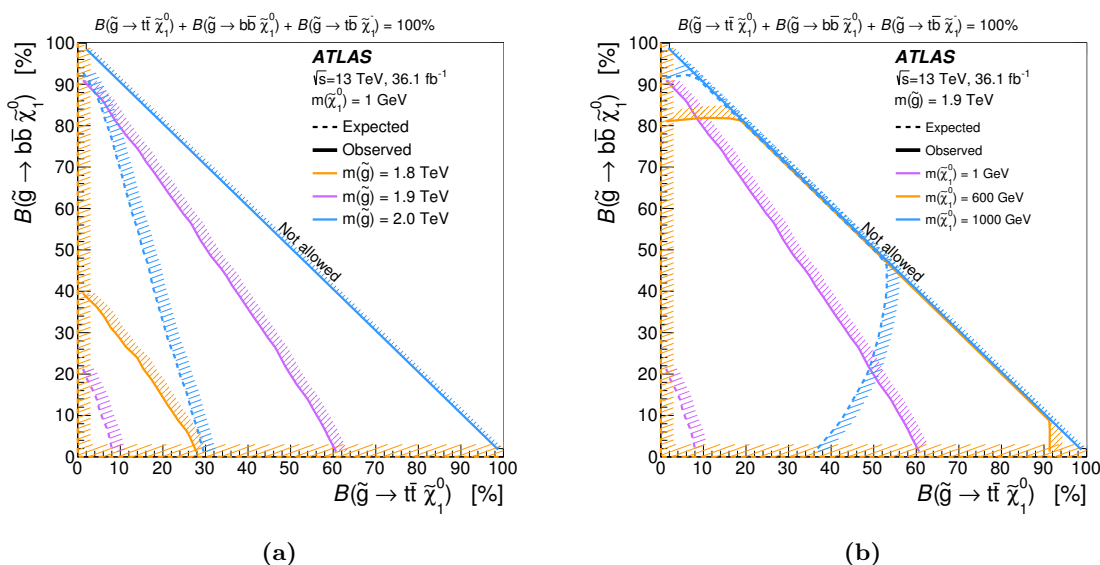 B(g̃ → tt̄ χ̃₁⁰) + B(g̃ → bb̄ χ̃₁⁰) + B(g̃ → tb̄ χ̃₁⁻) = 100%
B(g̃ → bb̄ χ̃₁⁰) [%]
100
90
80
70
60
50
40
30
20
10
0
ATLAS
√s=13 TeV, 36.1 fb⁻¹
m(χ̃₁⁰) = 1 GeV
Expected
Observed
m(g̃) = 1.8 TeV
m(g̃) = 1.9 TeV
m(g̃) = 2.0 TeV
Not allowed
0 10 20 30 40 50 60 70 80 90 100
B(g̃ → tt̄ χ̃₁⁰) [%]
(a)
B(g̃ → tt̄ χ̃₁⁰) + B(g̃ → bb̄ χ̃₁⁰) + B(g̃ → tb̄ χ̃₁⁻) = 100%
B(g̃ → bb̄ χ̃₁⁰) [%]
100
90
80
70
60
50
40
30
20
10
0
ATLAS
√s=13 TeV, 36.1 fb⁻¹
m(g̃) = 1.9 TeV
Expected
Observed
m(χ̃₁⁰) = 1 GeV
m(χ̃₁⁰) = 600 GeV
m(χ̃₁⁰) = 1000 GeV
Not allowed
0 10 20 30 40 50 60 70 80 90 100
B(g̃ → tt̄ χ̃₁⁰) [%]
(b)